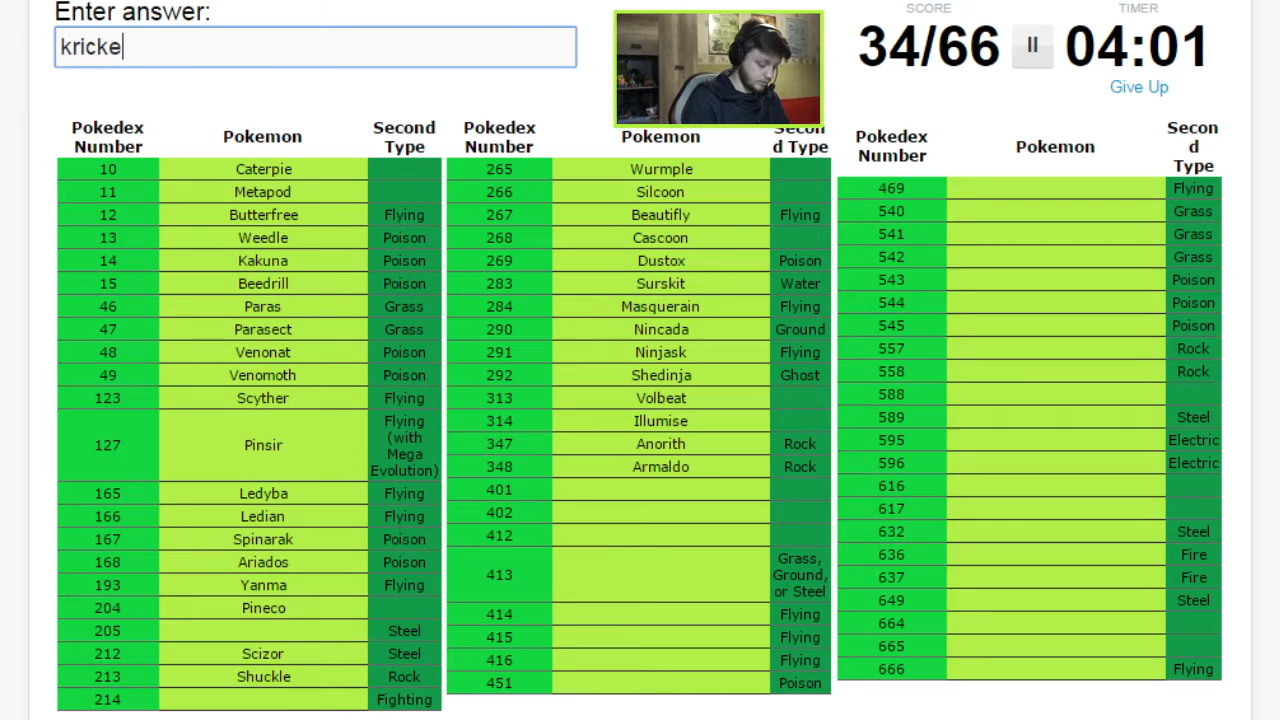 Enter answer:
kricke
SCORE
34/66
TIMER
04:01
Give Up
Pokedex Number Pokemon Second Type
10 Caterpie
11 Metapod
12 Butterfree Flying
13 Weedle Poison
14 Kakuna Poison
15 Beedrill Poison
46 Paras Grass
47 Parasect Grass
48 Venonat Poison
49 Venomoth Poison
123 Scyther Flying
127 Pinsir Flying (with Mega Evolution)
165 Ledyba Flying
166 Ledian Flying
167 Spinarak Poison
168 Ariados Poison
193 Yanma Flying
204 Pineco
205 Steel
212 Scizor Steel
213 Shuckle Rock
214 Fighting
Pokedex Number Pokemon Second Type
265 Wurmple
266 Silcoon
267 Beautifly Flying
268 Cascoon
269 Dustox Poison
283 Surskit Water
284 Masquerain Flying
290 Nincada Ground
291 Ninjask Flying
292 Shedinja Ghost
313 Volbeat
314 Illumise
347 Anorith Rock
348 Armaldo Rock
401
402
412
413 Grass, Ground, or Steel
414 Flying
415 Flying
416 Flying
451 Poison
Pokedex Number Pokemon Second Type
469 Flying
540 Grass
541 Grass
542 Grass
543 Poison
544 Poison
545 Poison
557 Rock
558 Rock
588
589 Steel
595 Electric
596 Electric
616
617
632 Steel
636 Fire
637 Fire
649 Steel
664
665
666 Flying